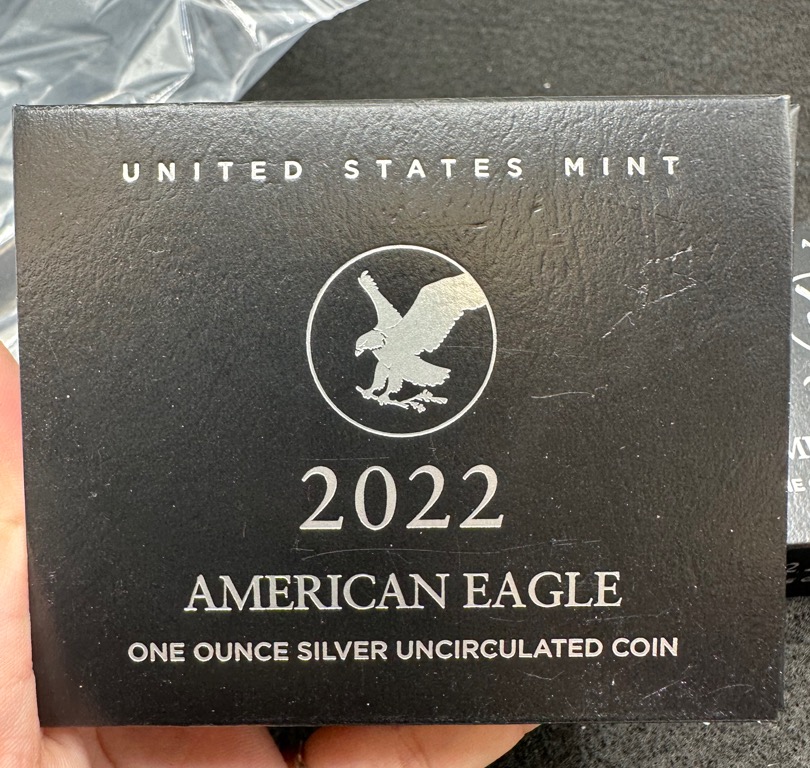 UNITED STATES MINT
2022
AMERICAN EAGLE
ONE OUNCE SILVER UNCIRCULATED COIN